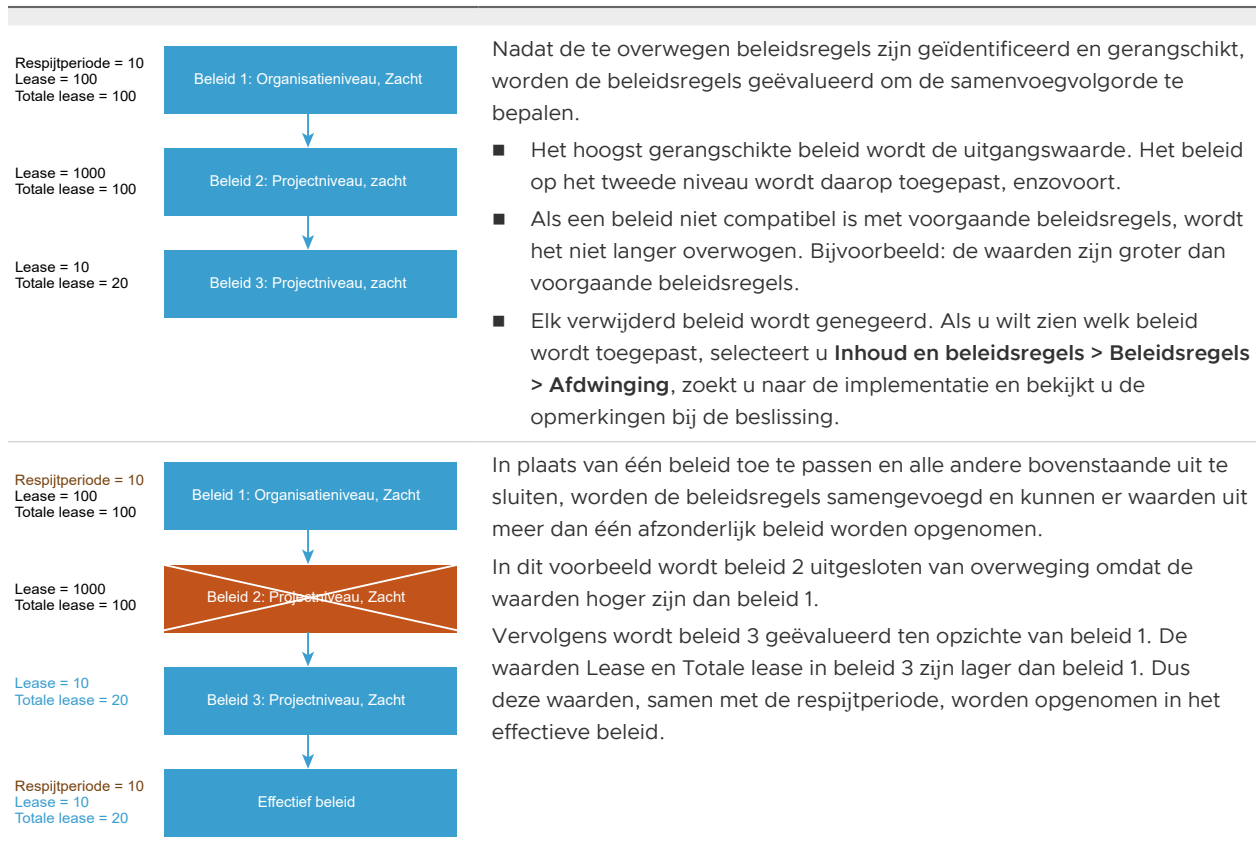 Respijtperiode = 10
Lease = 100
Totale lease = 100
Beleid 1: Organisatieniveau, Zacht
Lease = 1000
Totale lease = 100
Beleid 2: Projectniveau, zacht
Lease = 10
Totale lease = 20
Beleid 3: Projectniveau, zacht
Nadat de te overwegen beleidsregels zijn geïdentificeerd en gerangschikt,
worden de beleidsregels geëvalueerd om de samenvoegvolgorde te
bepalen.
■ Het hoogst gerangschikte beleid wordt de uitgangswaarde. Het beleid
op het tweede niveau wordt daarop toegepast, enzovoort.
■ Als een beleid niet compatibel is met voorgaande beleidsregels, wordt
het niet langer overwogen. Bijvoorbeeld: de waarden zijn groter dan
voorgaande beleidsregels.
■ Elk verwijderd beleid wordt genegeerd. Als u wilt zien welk beleid
wordt toegepast, selecteert u Inhoud en beleidsregels > Beleidsregels
> Afdwinging, zoekt u naar de implementatie en bekijkt u de
opmerkingen bij de beslissing.
Respijtperiode = 10
Lease = 100
Totale lease = 100
Beleid 1: Organisatieniveau, Zacht
Lease = 1000
Totale lease = 100
Beleid 2: Projectniveau, Zacht
Lease = 10
Totale lease = 20
Beleid 3: Projectniveau, Zacht
Respijtperiode = 10
Lease = 10
Totale lease = 20
Effectief beleid
In plaats van één beleid toe te passen en alle andere bovenstaande uit te
sluiten, worden de beleidsregels samengevoegd en kunnen er waarden uit
meer dan één afzonderlijk beleid worden opgenomen.
In dit voorbeeld wordt beleid 2 uitgesloten van overweging omdat de
waarden hoger zijn dan beleid 1.
Vervolgens wordt beleid 3 geëvalueerd ten opzichte van beleid 1. De
waarden Lease en Totale lease in beleid 3 zijn lager dan beleid 1. Dus
deze waarden, samen met de respijtperiode, worden opgenomen in het
effectieve beleid.